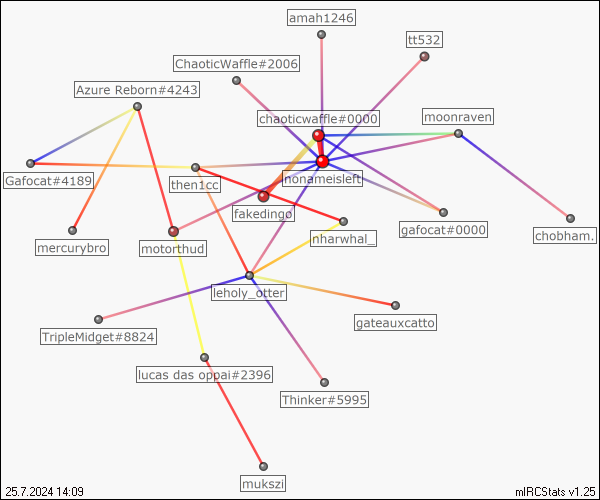 amah1246
tt532
ChaoticWaffle#2006
Azure Reborn#4243
chaoticwaffle#0000
moonraven
Gafocat#4189
then1cc
nonameisleft
fakedingo
gafocat#0000
chobham.
mercurybro
motorthud
nharwhal_
leholy_otter
TripleMidget#8824
gateauxcatto
lucas das oppai#2396
Thinker#5995
mukszi
25.7.2024 14:09
mIRCStats v1.25